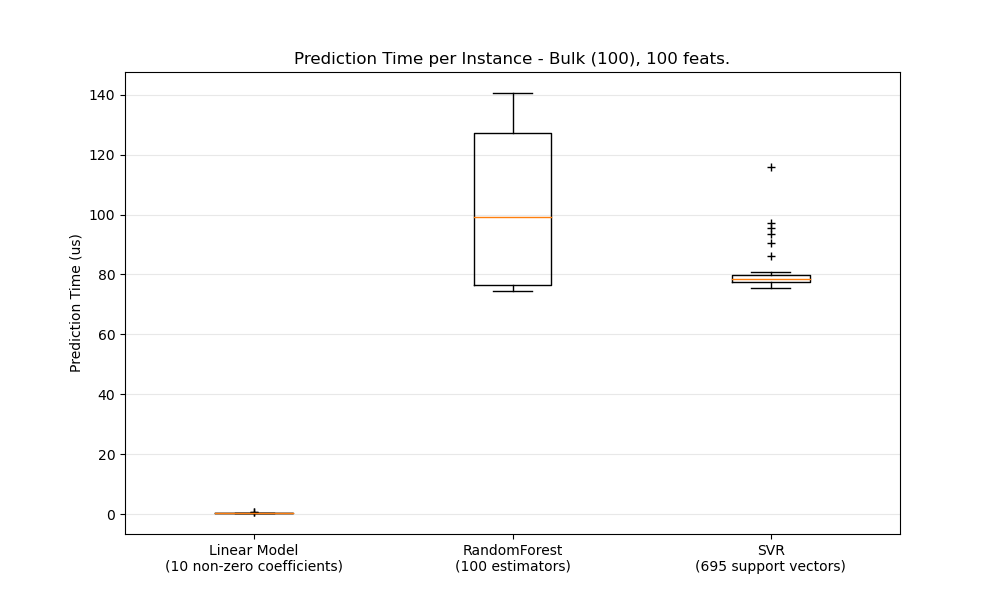 Prediction Time per Instance - Bulk (100), 100 feats.
Prediction Time (us)
140
120
100
80
60
40
20
0
Linear Model
(10 non-zero coefficients)
RandomForest
(100 estimators)
SVR
(695 support vectors)